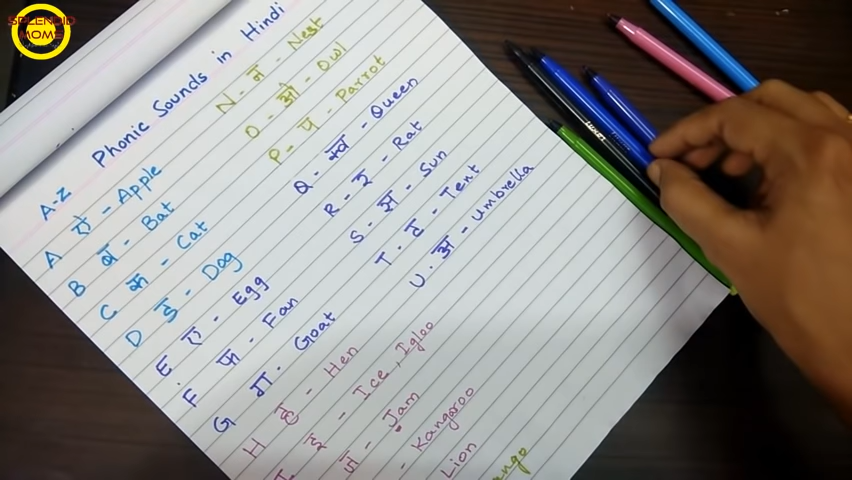 SPLENDID
MOME
A-Z Phonic Sounds in Hindi
A ऐ - Apple
B ब - Bat
C क - Cat
D ड - Dog
E ए - Egg
F फ - Fan
G ग - Goat
H ह - Hen
I इ - Ice, Igloo
ज - Jam
- Kangaroo
Lion
N - न - Nest
O - ओ - Owl
P - प - Parrot
Q - क्व - Queen
R - र - Rat
S - स - Sun
T - ट - Tent
U - अ - Umbrella